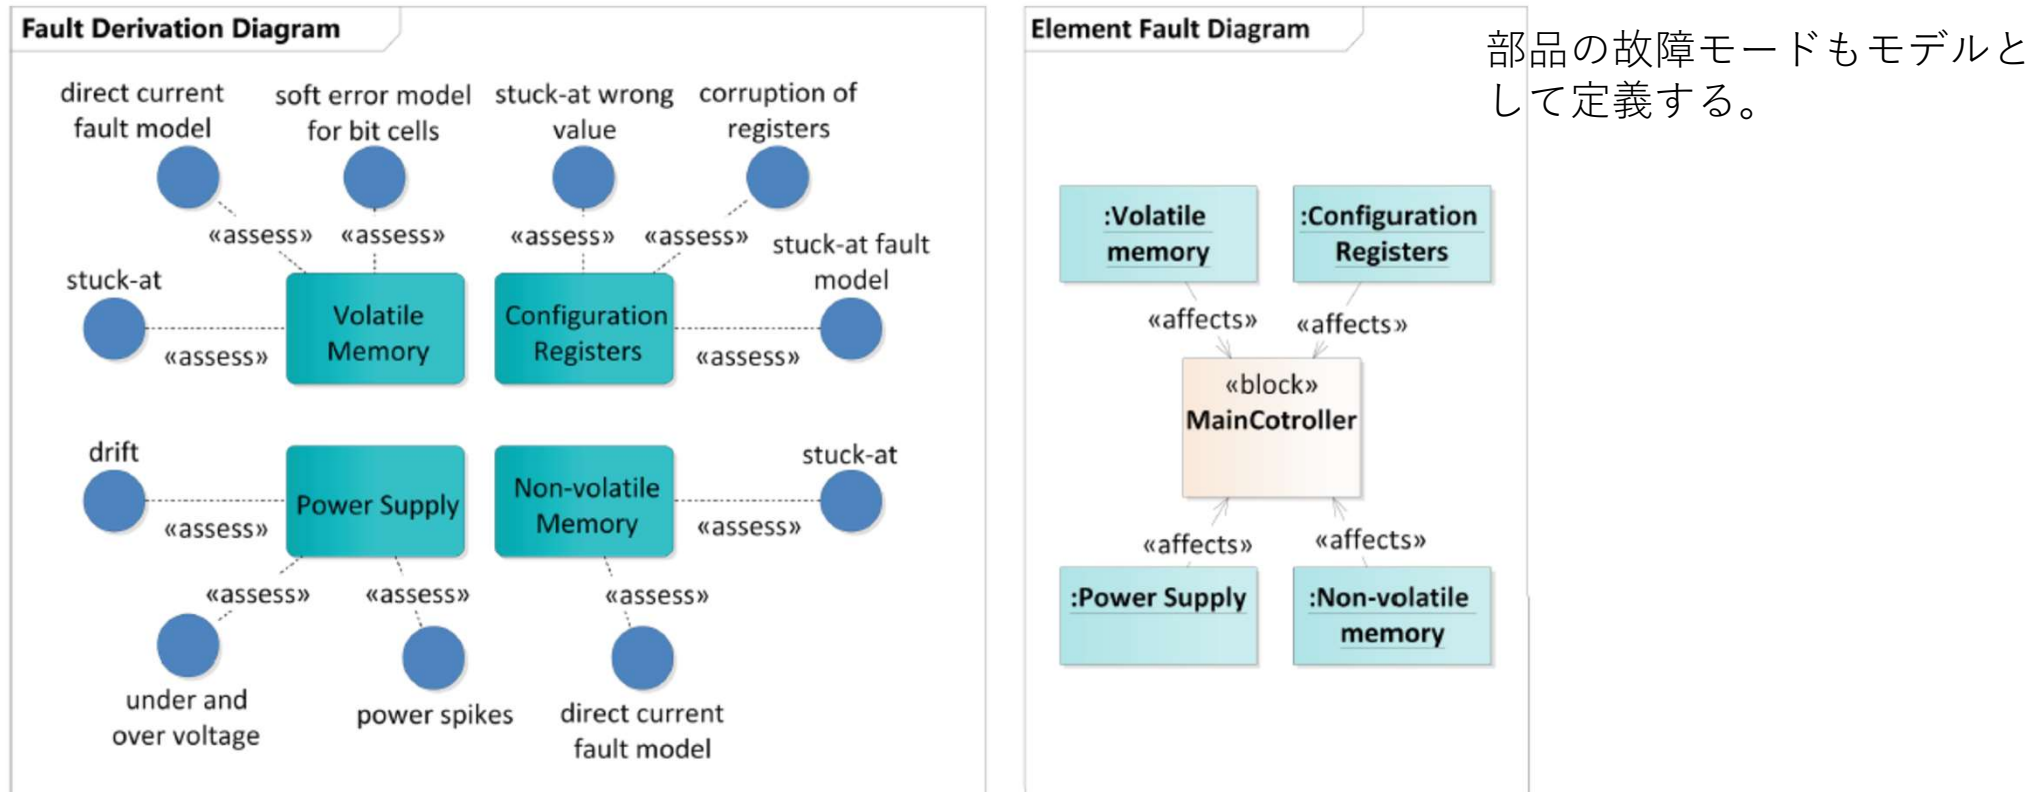 Fault Derivation Diagram
direct current
fault model
soft error model
for bit cells
stuck-at wrong
value
corruption of
registers
«assess»
«assess»
«assess»
«assess»
stuck-at
stuck-at fault
model
Volatile
Memory
Configuration
Registers
«assess»
«assess»
drift
stuck-at
Power Supply
Non-volatile
Memory
«assess»
«assess»
«assess»
«assess»
«assess»
under and
over voltage
power spikes
direct current
fault model
Element Fault Diagram
:Volatile
memory
:Configuration
Registers
«affects»
«affects»
«block»
MainCotroller
«affects»
«affects»
:Power Supply
:Non-volatile
memory
部品の故障モードもモデルと
して定義する。